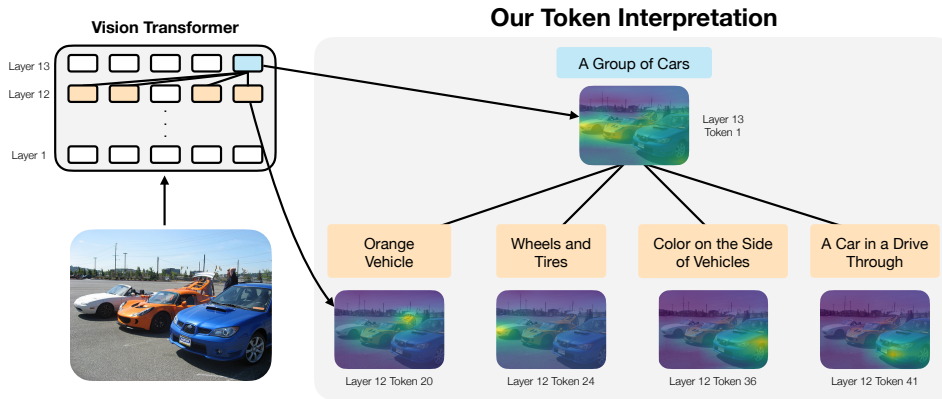 Our Token Interpretation
Vision Transformer
Layer 13
Layer 12
Layer 1
A Group of Cars
Layer 13
Token 1
Orange
Vehicle
Wheels and
Tires
Color on the Side
of Vehicles
A Car in a Drive
Through
Layer 12 Token 20
Layer 12 Token 24
Layer 12 Token 36
Layer 12 Token 41